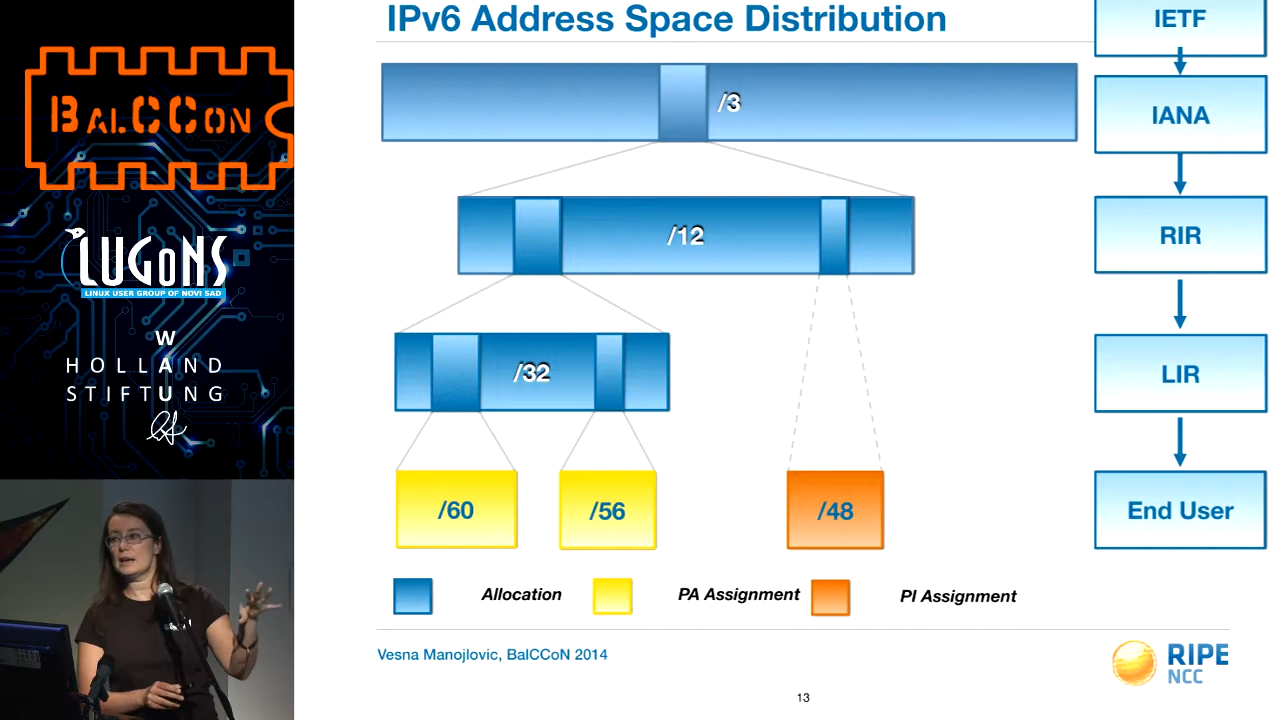 IPv6 Address Space Distribution
IETF
IANA
RIR
LIR
End User
/3
/12
/32
/60
/56
/48
Allocation
PA Assignment
PI Assignment
Vesna Manojlovic, BalCCoN 2014
13
RIPE
NCC
BALCCON
LUGoNS
LINUX USER GROUP OF NOVI SAD
W
HOLLAND
U
STIFTUNG